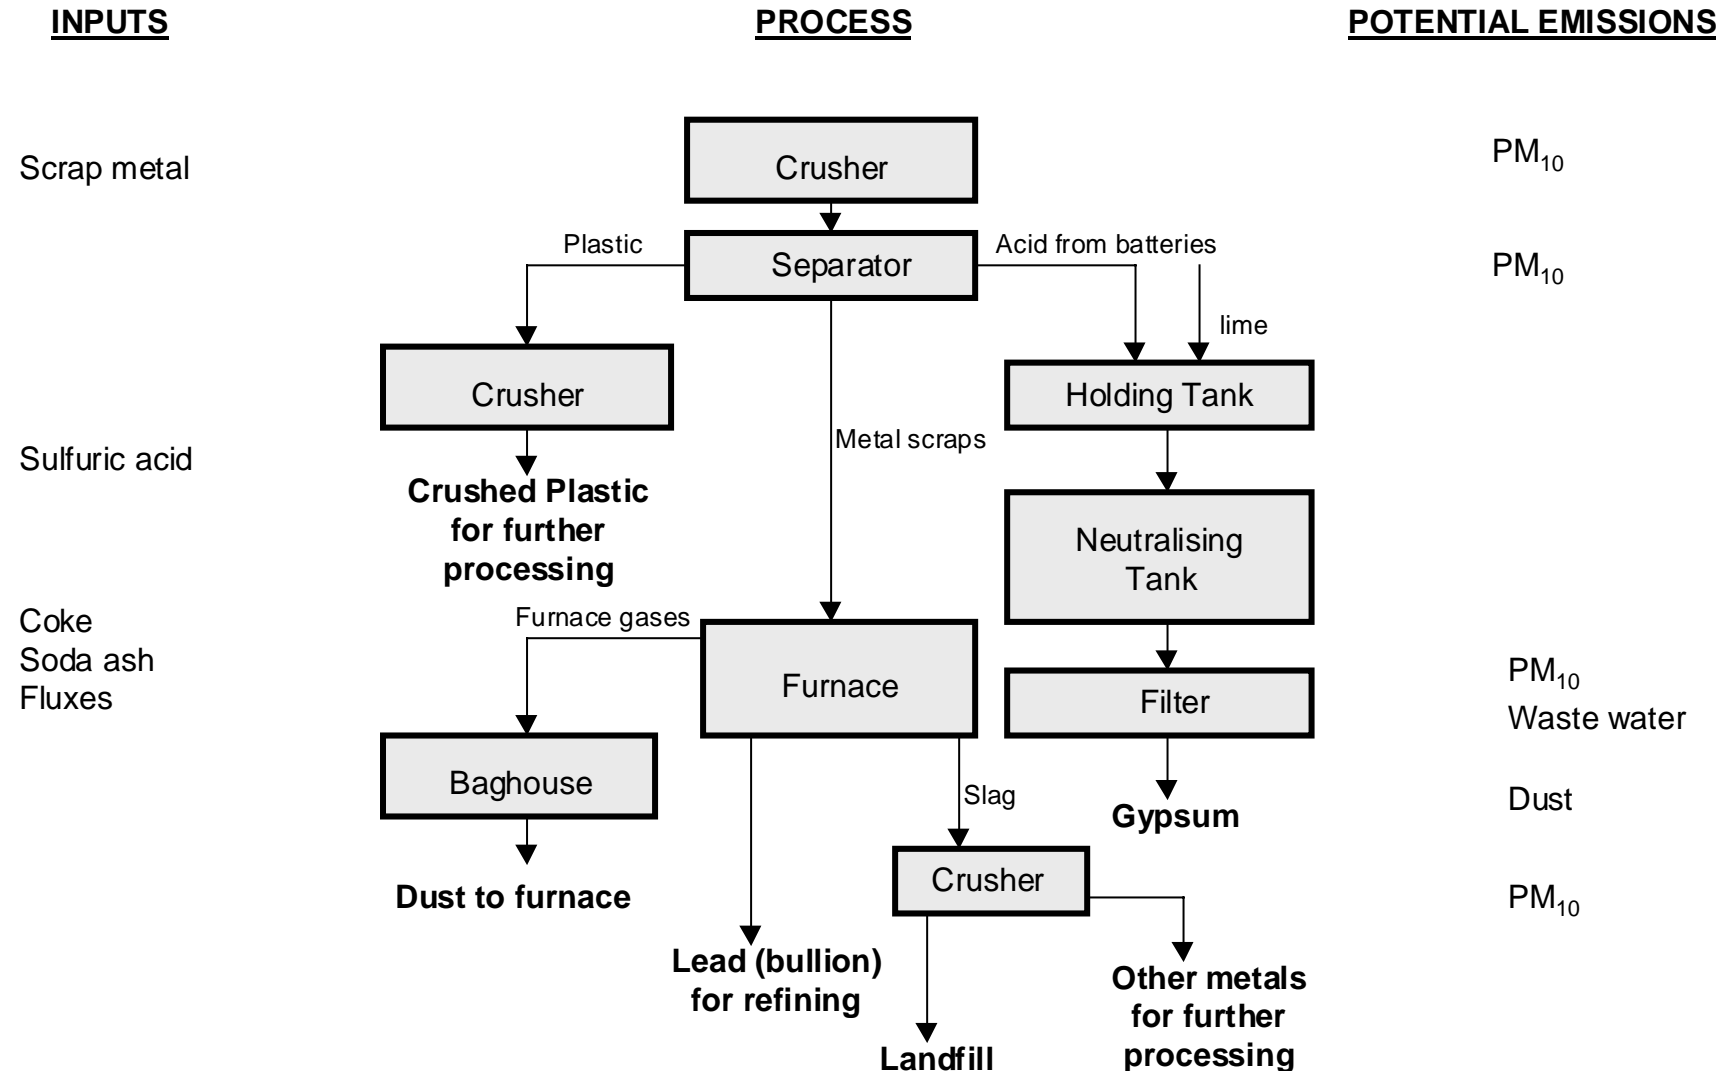 INPUTS PROCESS POTENTIAL EMISSIONS
Scrap metal
Crusher
PM10
Plastic
Separator
Acid from batteries
PM10
lime
Crusher
Holding Tank
Sulfuric acid
Metal scraps
Crushed Plastic
for further
processing
Neutralising
Tank
Coke
Soda ash
Fluxes
Furnace gases
Furnace
Filter
PM10
Waste water
Baghouse
Slag
Gypsum
Dust
Dust to furnace
Crusher
PM10
Lead (bullion)
for refining
Other metals
for further
processing
Landfill